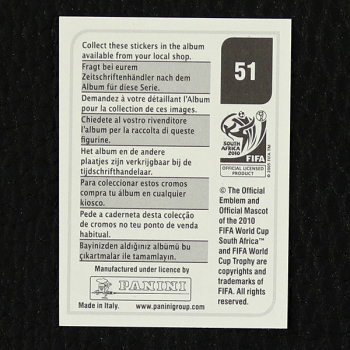 Collect these stickers in the album
available from your local shop.
Fragt bei eurem
Zeitschriftenhändler nach dem
Album für diese Serie.
Demandez à votre détaillant l'Album
pour la collection de ces images.
Chiedete al vostro rivenditore
l'album per la raccolta di queste
figurine.
Het album en de andere
plaatjes zijn verkrijgbaar bij de
tijdschrifthandelaar.
Para coleccionar estos cromos
compra tu álbum en cualquier
kiosco.
Pede a caderneta desta colecção
de cromos no teu ponto de venda
habitual.
Bayinizden aldığınız albümü bu
çıkartmalar ile tamamlayın.
Manufactured under licence by
PANINI
Made in Italy. www.paninigroup.com
51
SOUTH AFRICA
2010
FIFA
OFFICIAL LICENSED
PRODUCT
© The Official
Emblem and
Official Mascot
of the 2010
FIFA World Cup
South Africa™
and FIFA World
Cup Trophy are
copyrights and
trademarks of
FIFA. All rights
reserved.